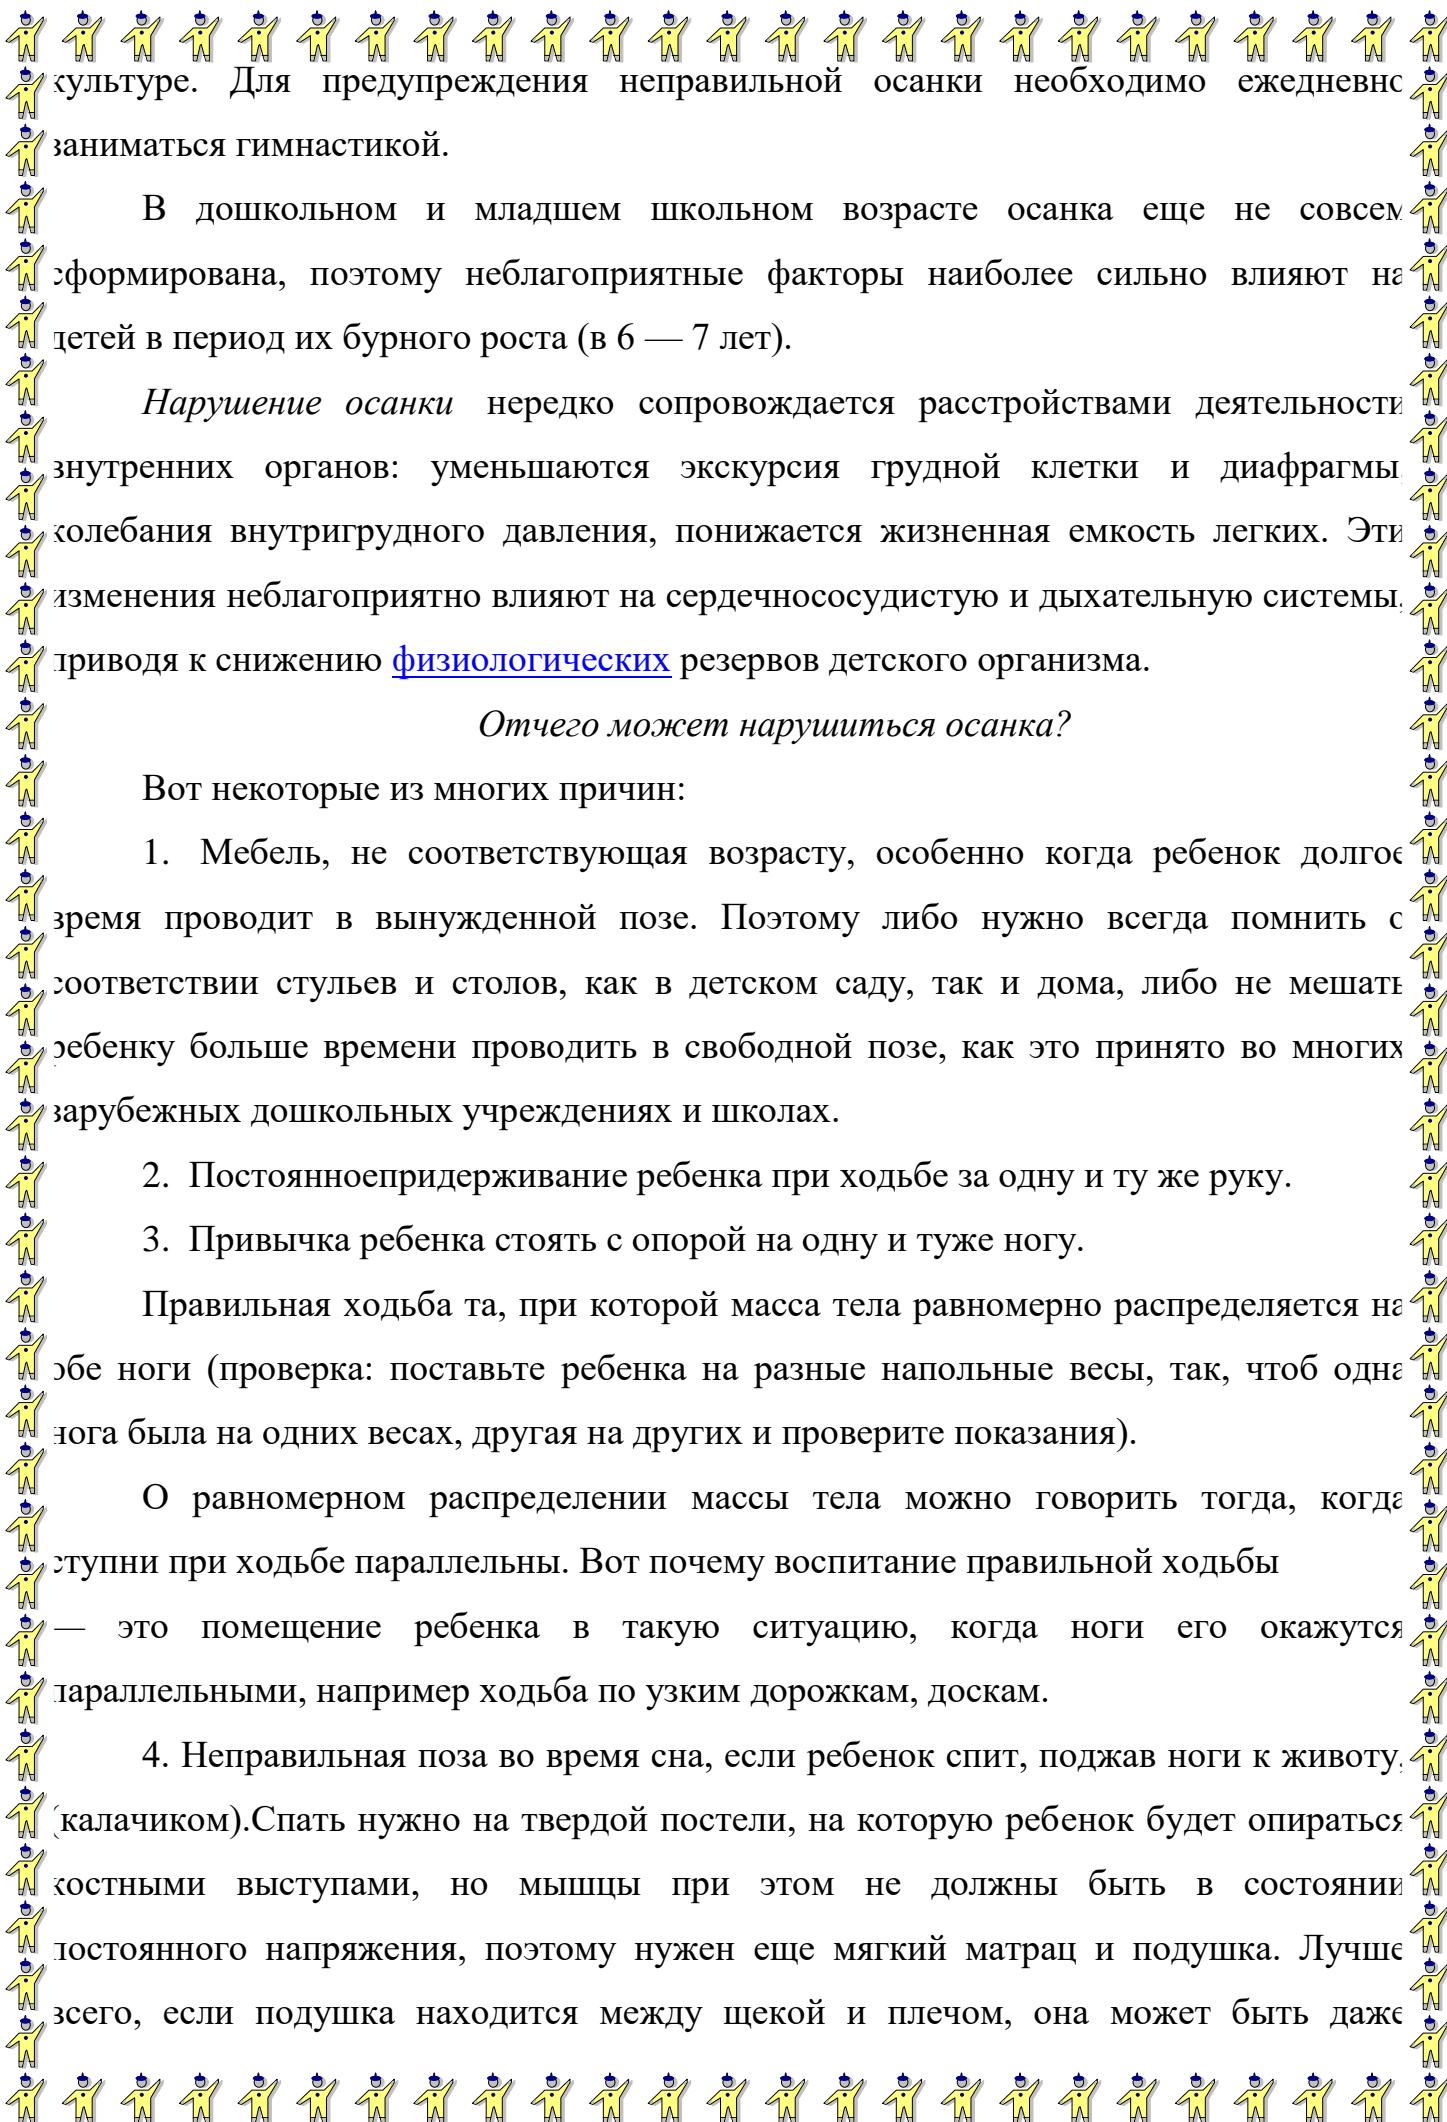 культуре. Для предупреждения неправильной осанки необходимо ежедневно
заниматься гимнастикой.
В дошкольном и младшем школьном возрасте осанка еще не совсем
сформирована, поэтому неблагоприятные факторы наиболее сильно влияют на
детей в период их бурного роста (в 6 — 7 лет).
Нарушение осанки нередко сопровождается расстройствами деятельности
внутренних органов: уменьшаются экскурсия грудной клетки и диафрагмы,
колебания внутригрудного давления, понижается жизненная емкость легких. Эти
изменения неблагоприятно влияют на сердечнососудистую и дыхательную системы,
приводя к снижению физиологических резервов детского организма.
Отчего может нарушиться осанка?
Вот некоторые из многих причин:
1. Мебель, не соответствующая возрасту, особенно когда ребенок долгое
время проводит в вынужденной позе. Поэтому либо нужно всегда помнить о
соответствии стульев и столов, как в детском саду, так и дома, либо не мешать
ребенку больше времени проводить в свободной позе, как это принято во многих
зарубежных дошкольных учреждениях и школах.
2. Постоянноепридерживание ребенка при ходьбе за одну и ту же руку.
3. Привычка ребенка стоять с опорой на одну и туже ногу.
Правильная ходьба та, при которой масса тела равномерно распределяется на
обе ноги (проверка: поставьте ребенка на разные напольные весы, так, чтоб одна
нога была на одних весах, другая на других и проверите показания).
О равномерном распределении массы тела можно говорить тогда, когда
ступни при ходьбе параллельны. Вот почему воспитание правильной ходьбы
— это помещение ребенка в такую ситуацию, когда ноги его окажутся
параллельными, например ходьба по узким дорожкам, доскам.
4. Неправильная поза во время сна, если ребенок спит, поджав ноги к животу,
(калачиком).Спать нужно на твердой постели, на которую ребенок будет опираться
костными выступами, но мышцы при этом не должны быть в состоянии
постоянного напряжения, поэтому нужен еще мягкий матрац и подушка. Лучше
всего, если подушка находится между щекой и плечом, она может быть даже